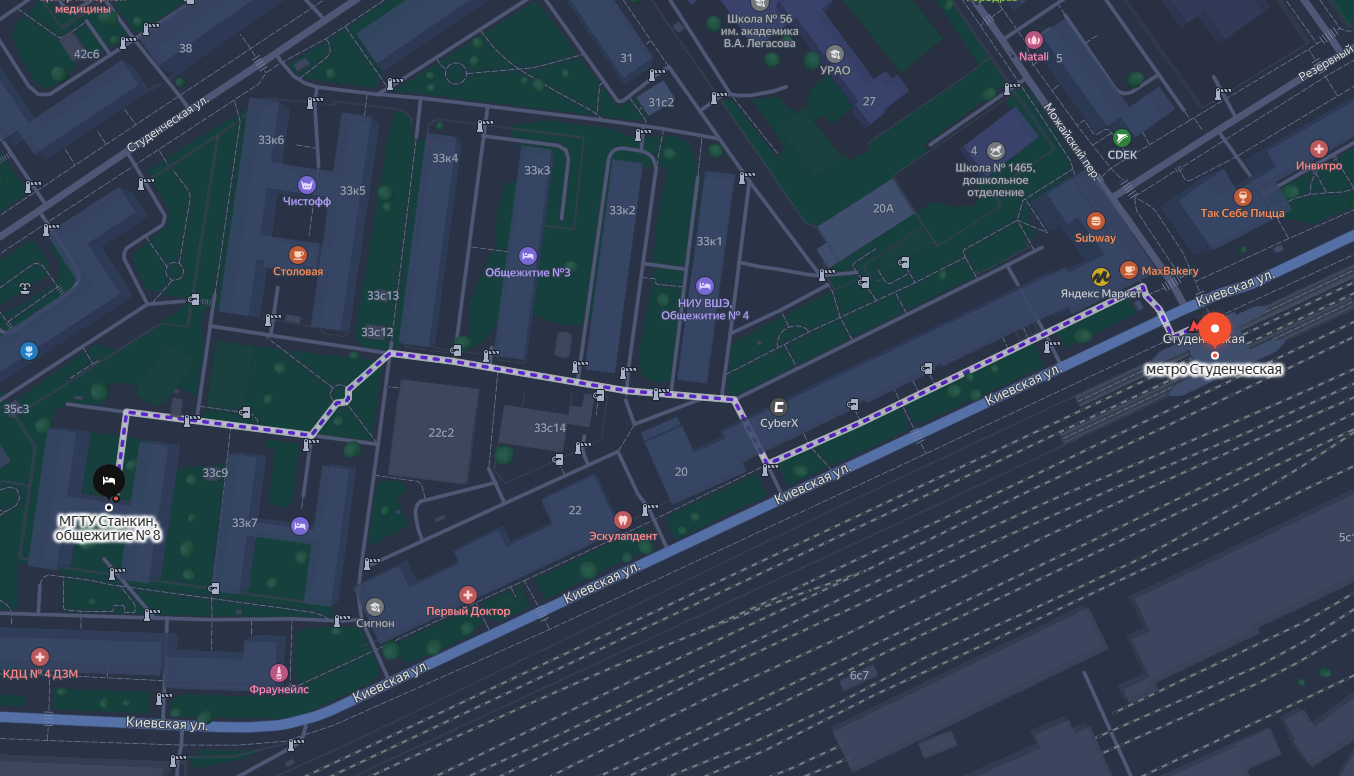 медицины
42с6
38
Студенческая ул.
31
31с2
Школа № 56
им. академика
В.А. Легасова
УРАО
27
Natali
5
Резервный
Можайский пер.
CDEK
4
Школа № 1465,
дошкольное
отделение
Инвитро
20А
Subway
Так Себе Пицца
MaxBakery
Яндекс Маркет
Киевская ул.
метро Студенческая
33к6
33к5
Чистофф
Столовая
33к4
33к3
Общежитие №3
33к2
33к1
НИУ ВШЭ,
Общежитие № 4
33с13
33с12
35с3
22с2
33с14
CyberX
Киевская ул.
20
Киевская ул.
33с9
33к7
МГТУ Станкин,
общежитие № 8
22
Эскулапдент
Киевская ул.
Первый Доктор
Сигнон
КДЦ № 4 ДЗМ
Фраунейлс
Киевская ул.
Киевская ул.
6с7